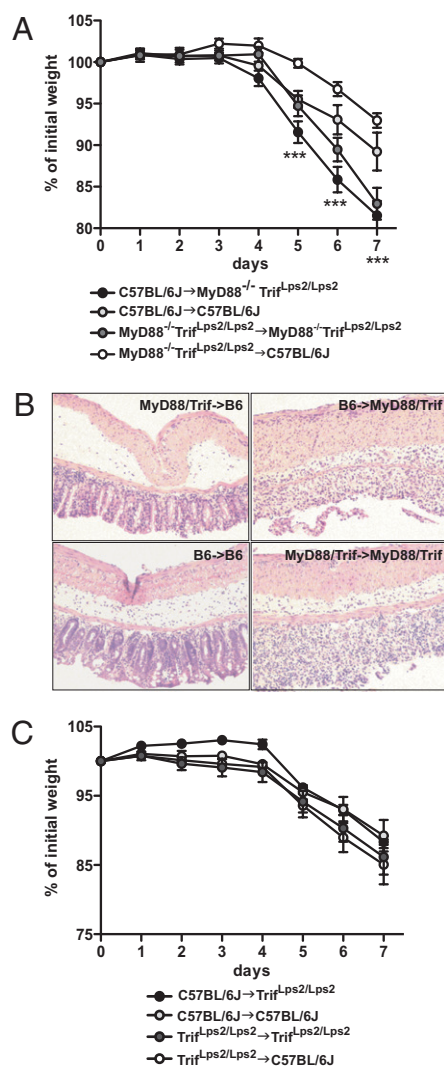 A
105
100
95
90
85
80
% of initial weight
***
***
***
0 1 2 3 4 5 6 7
days
C57BL/6J→MyD88-/- TrifLps2/Lps2
C57BL/6J→C57BL/6J
MyD88-/-TrifLps2/Lps2→MyD88-/-TrifLps2/Lps2
MyD88-/-TrifLps2/Lps2→C57BL/6J
B
MyD88/Trif->B6
B6->MyD88/Trif
B6->B6
MyD88/Trif->MyD88/Trif
C
105
95
85
75
% of initial weight
0 1 2 3 4 5 6 7
days
C57BL/6J→TrifLps2/Lps2
C57BL/6J→C57BL/6J
TrifLps2/Lps2→TrifLps2/Lps2
TrifLps2/Lps2→C57BL/6J